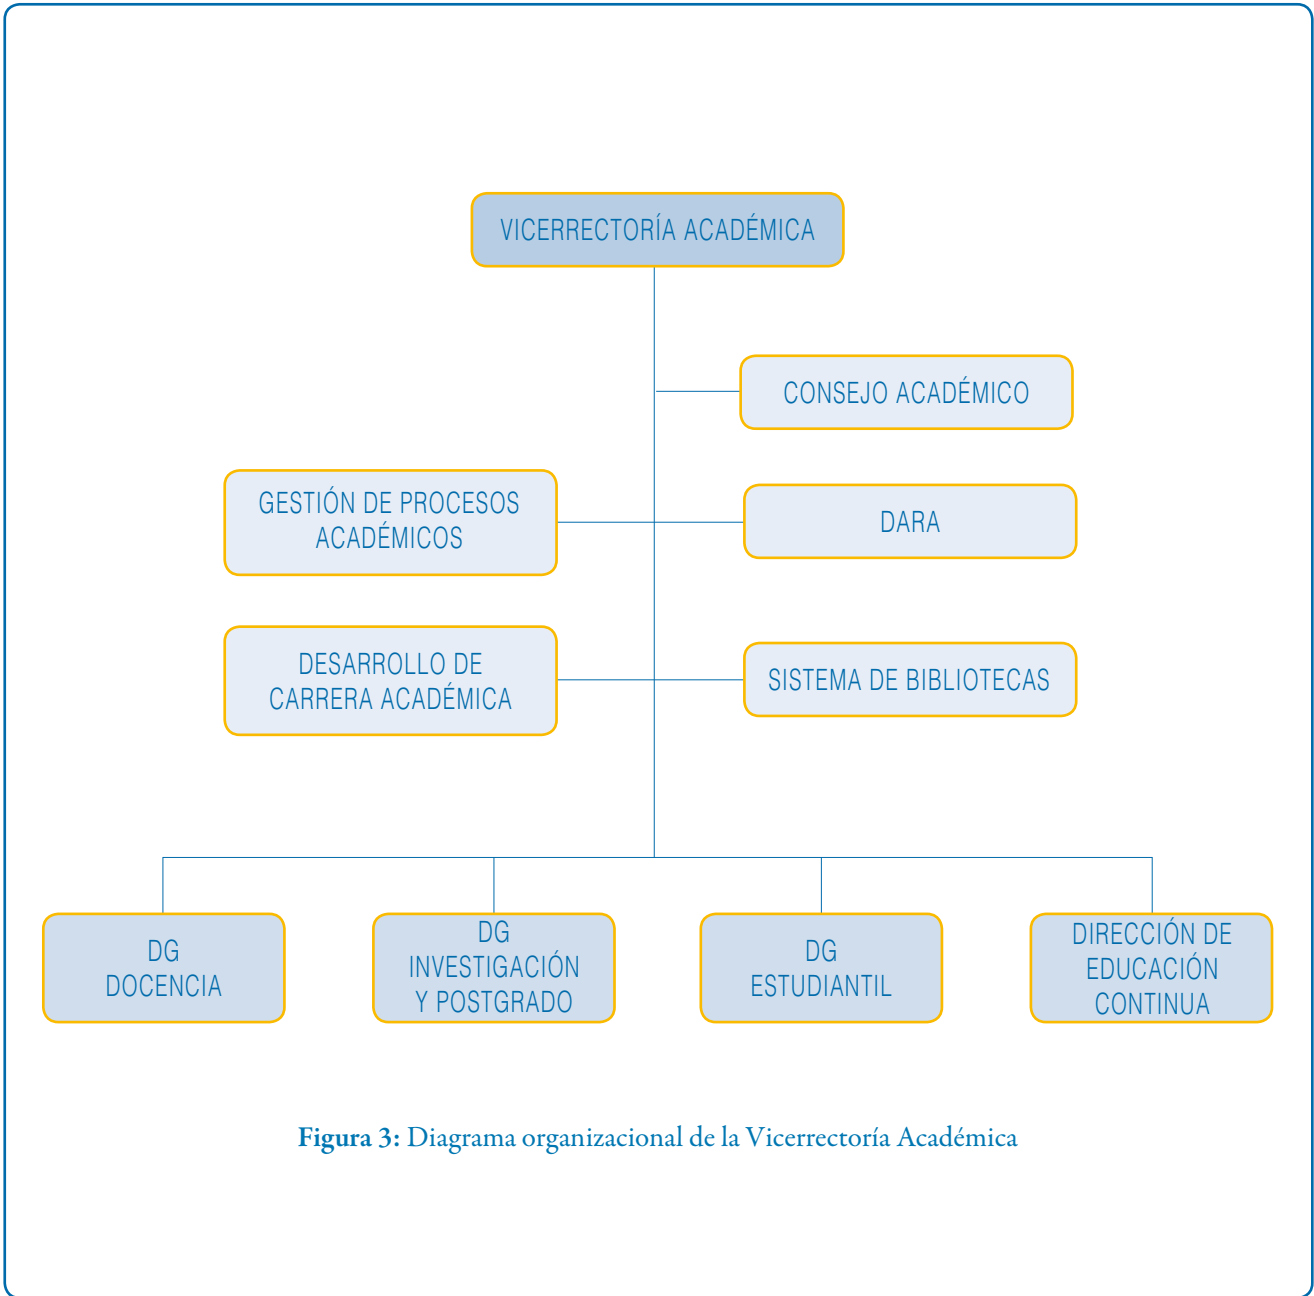 VICERRECTORÍA ACADÉMICA
CONSEJO ACADÉMICO
GESTIÓN DE PROCESOS
ACADÉMICOS
DARA
DESARROLLO DE
CARRERA ACADÉMICA
SISTEMA DE BIBLIOTECAS
DG
DOCENCIA
DG
INVESTIGACIÓN
Y POSTGRADO
DG
ESTUDIANTIL
DIRECCIÓN DE
EDUCACIÓN
CONTINUA
Figura 3: Diagrama organizacional de la Vicerrectoría Académica